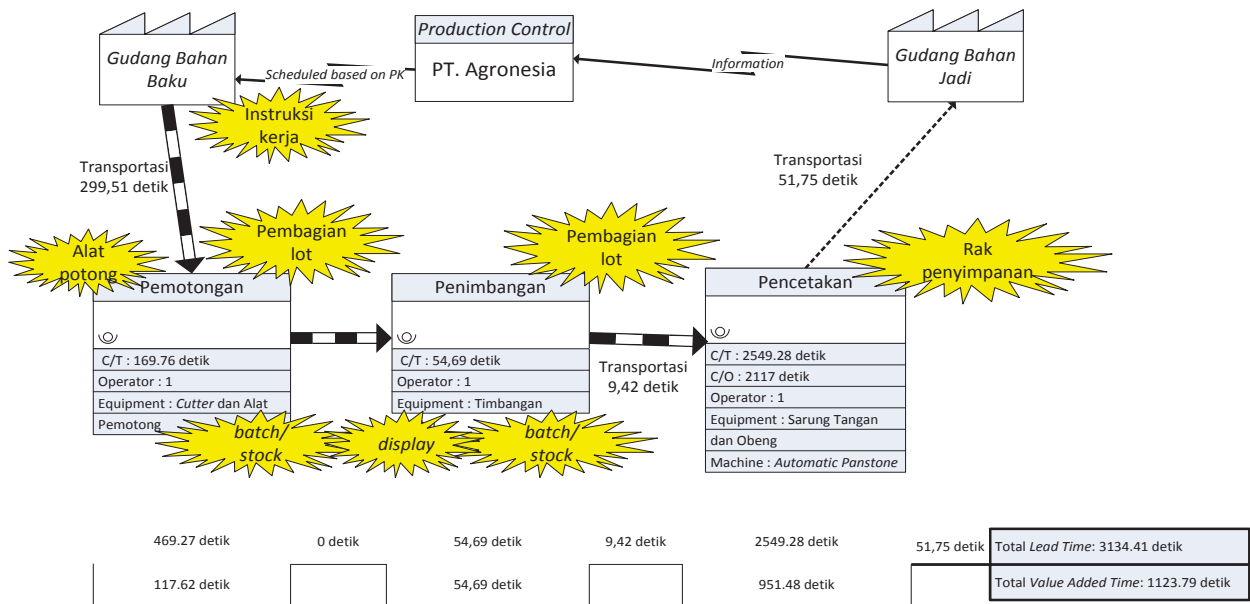 Gudang Bahan
Baku
Scheduled based on PK
Production Control
PT. Agronesia
Information
Gudang Bahan
Jadi
Instruksi
kerja
Transportasi
299,51 detik
Transportasi
51,75 detik
Alat
potong
Pembagian
lot
Pembagian
lot
Rak
penyimpanan
Pemotongan
C/T : 169.76 detik
Operator : 1
Equipment : Cutter dan Alat
Pemotong
Penimbangan
C/T : 54,69 detik
Operator : 1
Equipment : Timbangan
Transportasi
9,42 detik
Pencetakan
C/T : 2549.28 detik
C/O : 2117 detik
Operator : 1
Equipment : Sarung Tangan
dan Obeng
Machine : Automatic Panstone
batch/
stock
display
batch/
stock
469.27 detik
0 detik
54,69 detik
9,42 detik
2549.28 detik
51,75 detik
Total Lead Time: 3134.41 detik
117.62 detik
54,69 detik
951.48 detik
Total Value Added Time: 1123.79 detik